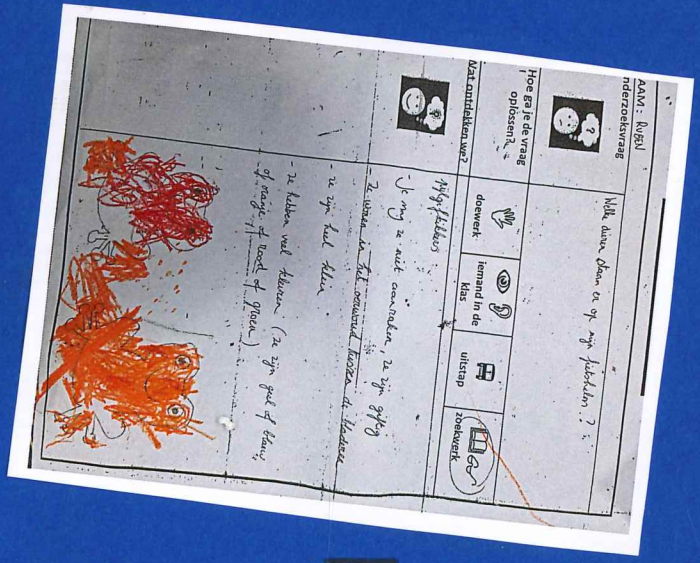 AAM : RUBEN
nderzoeksvraag
Welke dieren staan er op mijn fietshelm ?
Hoe ga je de vraag
oplossen?
doewerk
iemand in de
klas
uitstap
zoekwerk
Wat ontdekken we?
pijlgifkikkers :
- Je mag ze niet aanraken, ze zijn giftig
- Ze wonen in het oerwoud tussen de bladeren
- ze zijn heel klein
- ze hebben veel kleuren (ze zijn geel of blauw
of oranje of rood of groen)